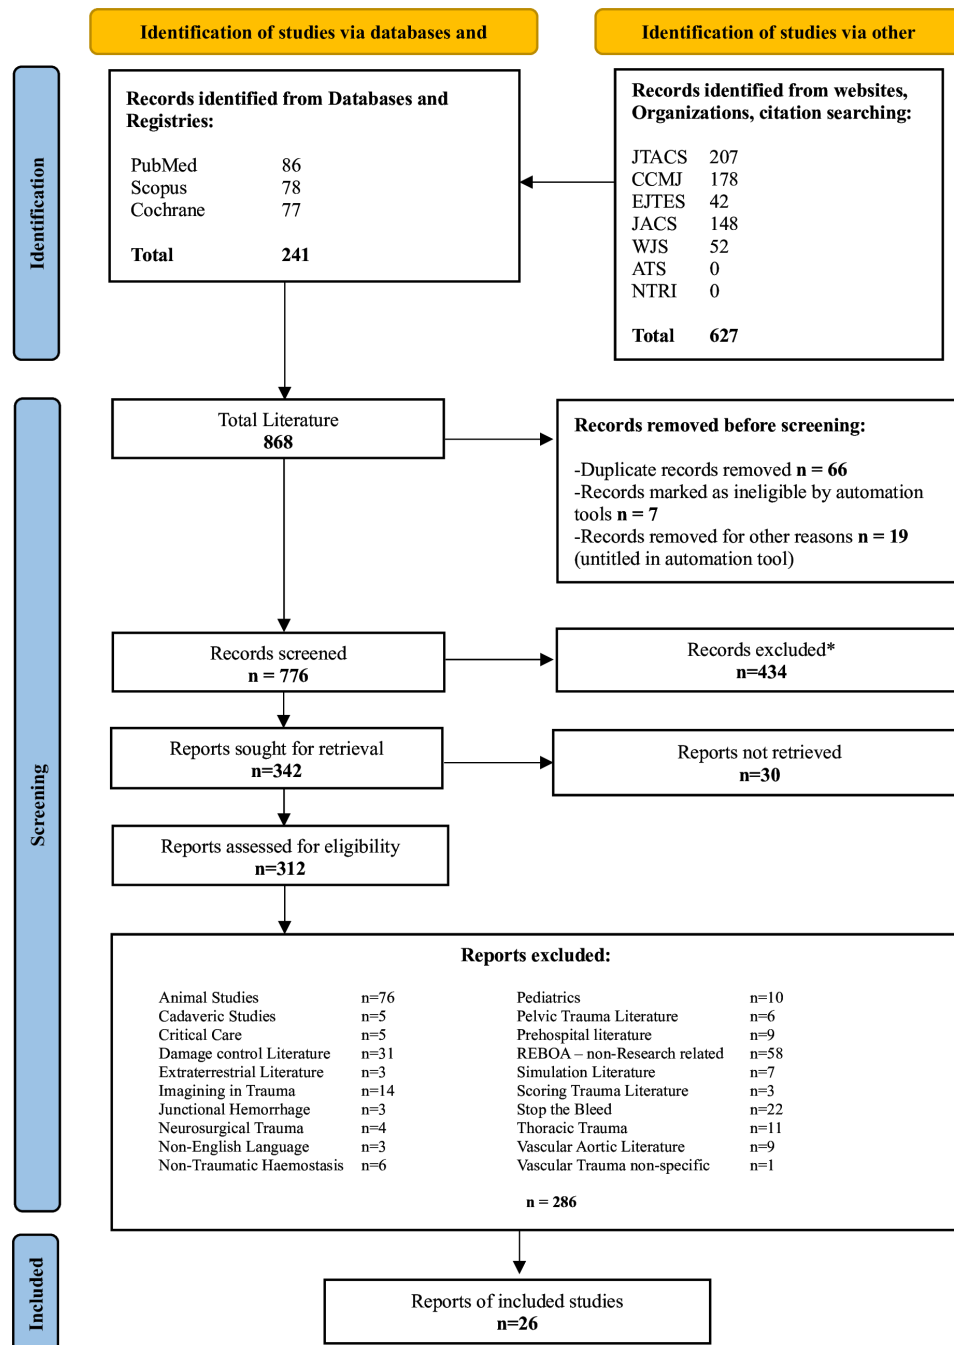 Identification of studies via databases and
Identification of studies via other
Identification
Records identified from Databases and
Registries:
PubMed 86
Scopus 78
Cochrane 77
Total 241
Records identified from websites,
Organizations, citation searching:
JTACS 207
CCMJ 178
EJTES 42
JACS 148
WJS 52
ATS 0
NTRI 0
Total 627
Screening
Total Literature
868
Records removed before screening:
-Duplicate records removed n = 66
-Records marked as ineligible by automation
tools n = 7
-Records removed for other reasons n = 19
(untitled in automation tool)
Records screened
n = 776
Records excluded*
n=434
Reports sought for retrieval
n=342
Reports not retrieved
n=30
Reports assessed for eligibility
n=312
Reports excluded:
Animal Studies n=76
Cadaveric Studies n=5
Critical Care n=5
Damage control Literature n=31
Extraterrestrial Literature n=3
Imagining in Trauma n=14
Junctional Hemorrhage n=3
Neurosurgical Trauma n=4
Non-English Language n=3
Non-Traumatic Haemostasis n=6
Pediatrics n=10
Pelvic Trauma Literature n=6
Prehospital literature n=9
REBOA – non-Research related n=58
Simulation Literature n=7
Scoring Trauma Literature n=3
Stop the Bleed n=22
Thoracic Trauma n=11
Vascular Aortic Literature n=9
Vascular Trauma non-specific n=1
n = 286
Included
Reports of included studies
n=26